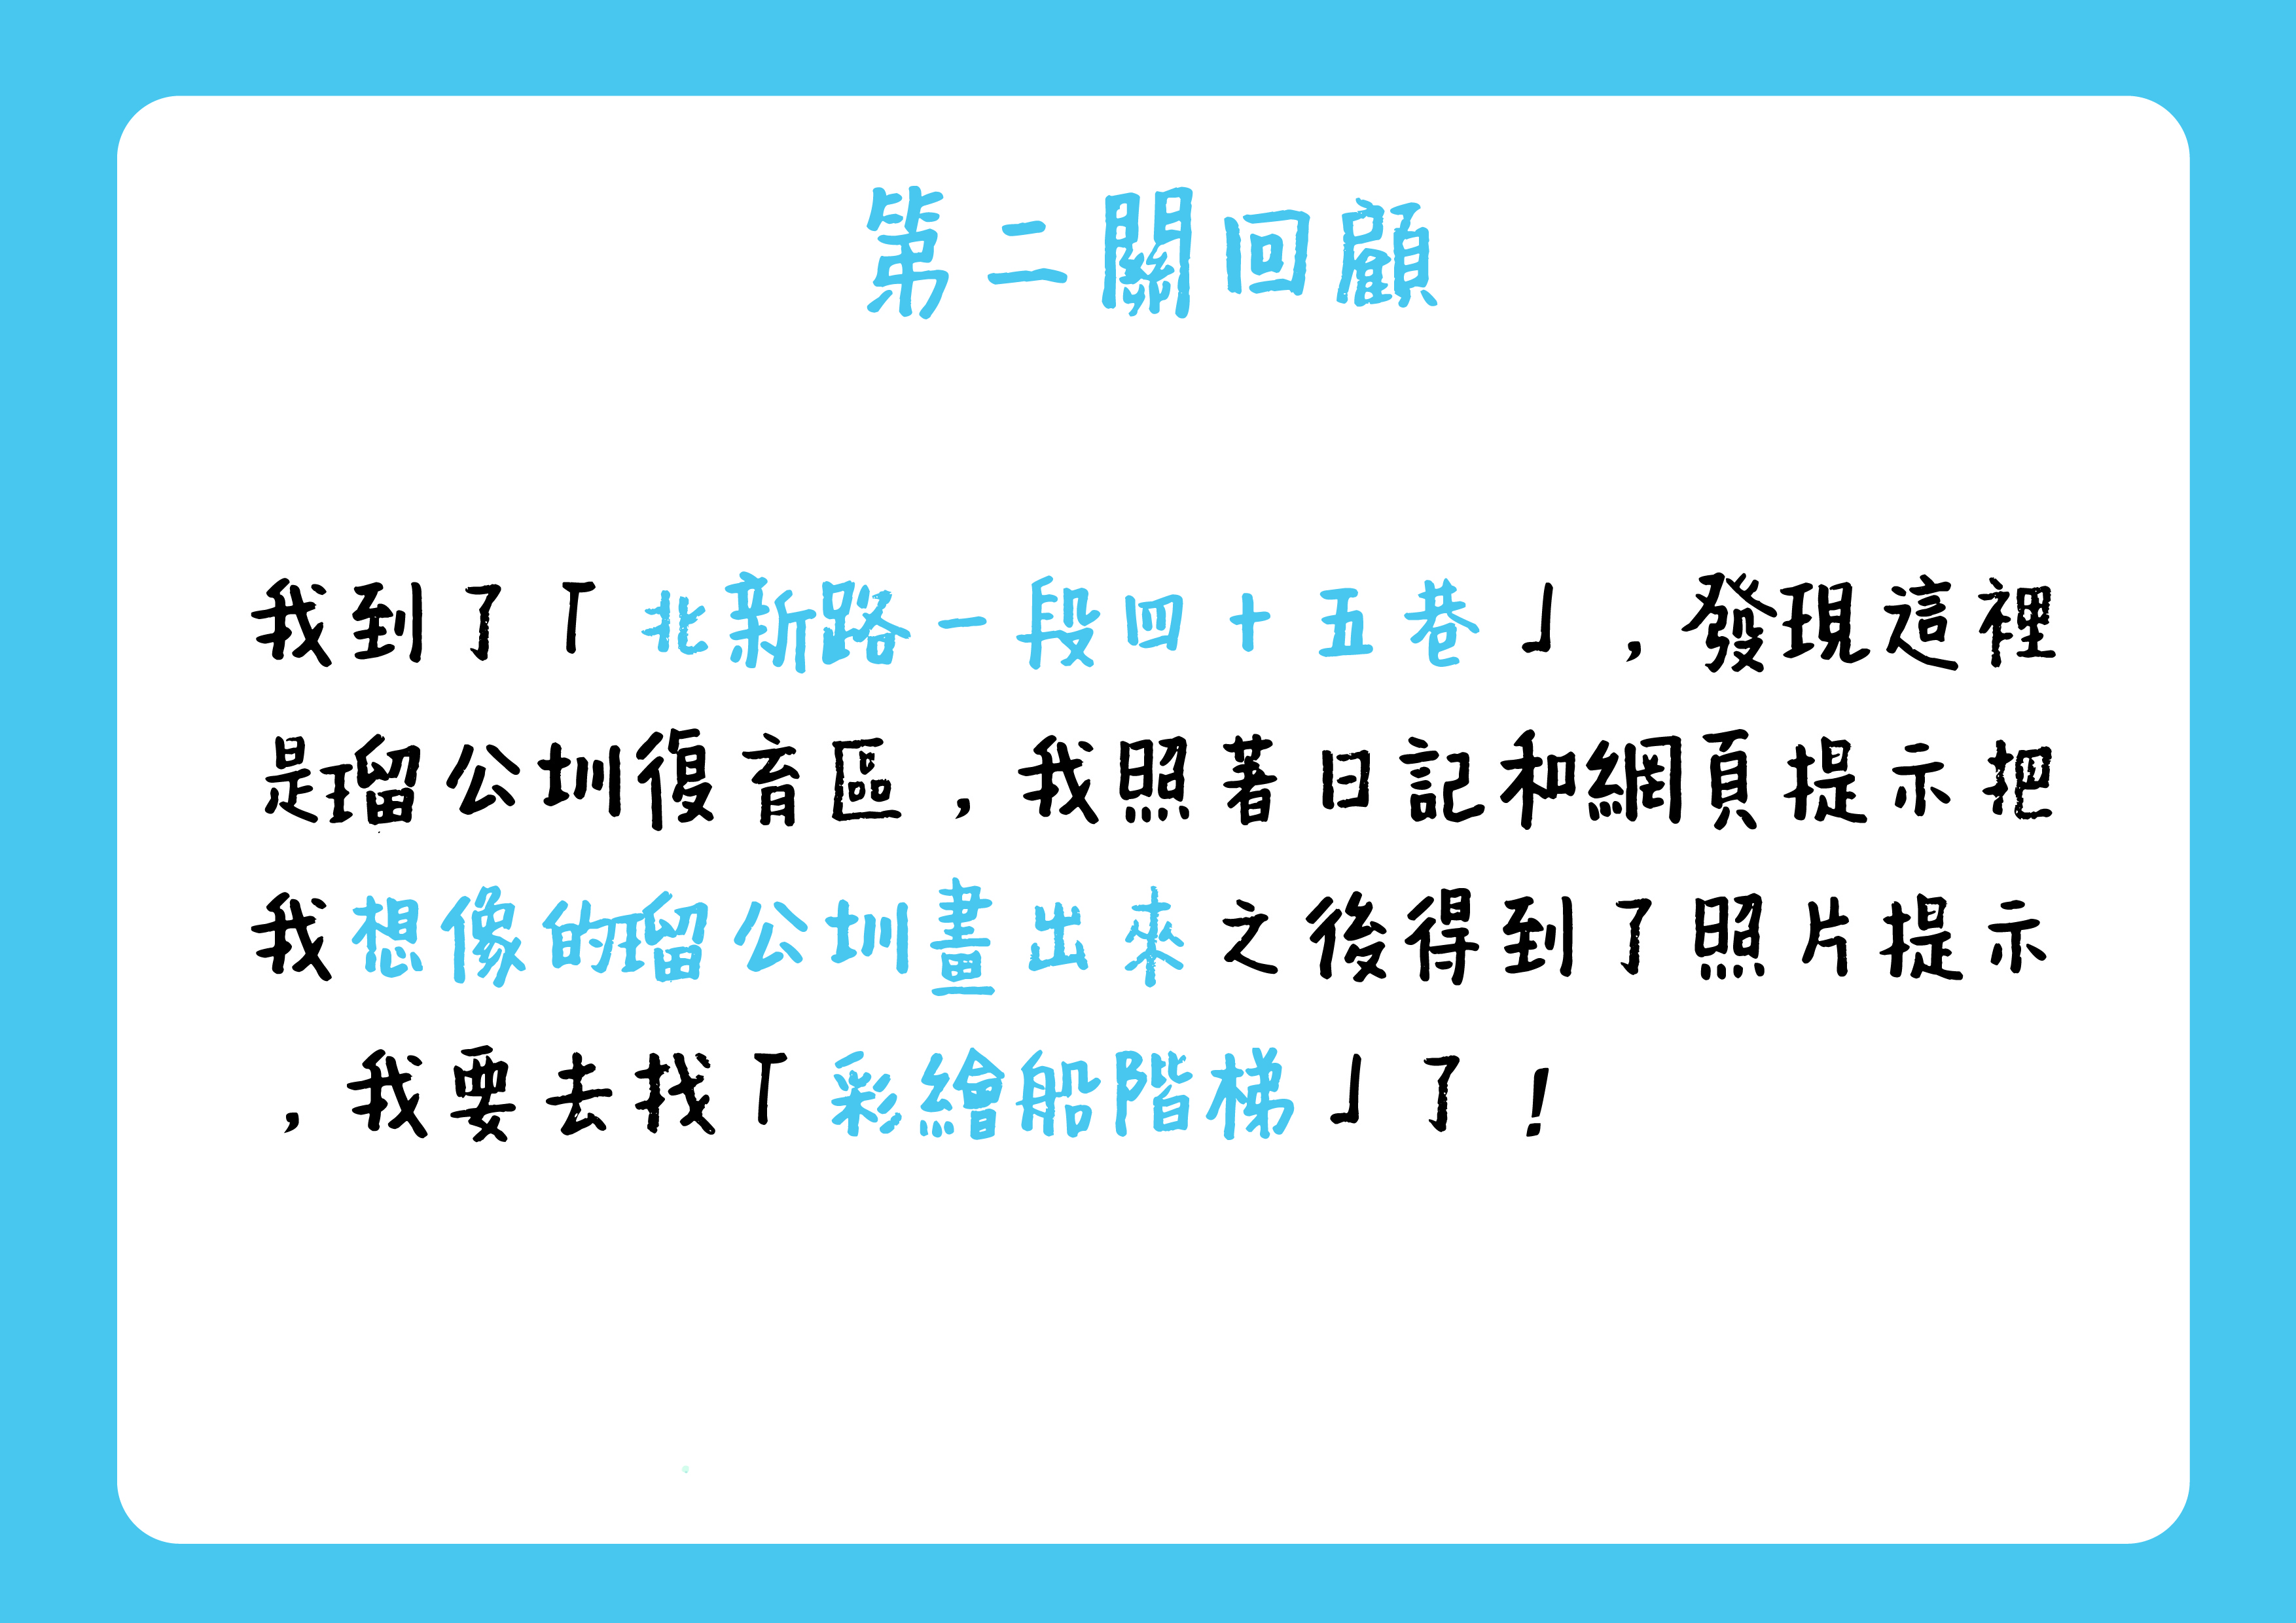 第二關回顧
我到了「北新路一段四十五巷」,發現這裡
是瑠公圳復育區,我照著日記和網頁提示把
我想像的瑠公圳畫出來之後得到了照片提示
,我要去找「彩繪船階梯」了!